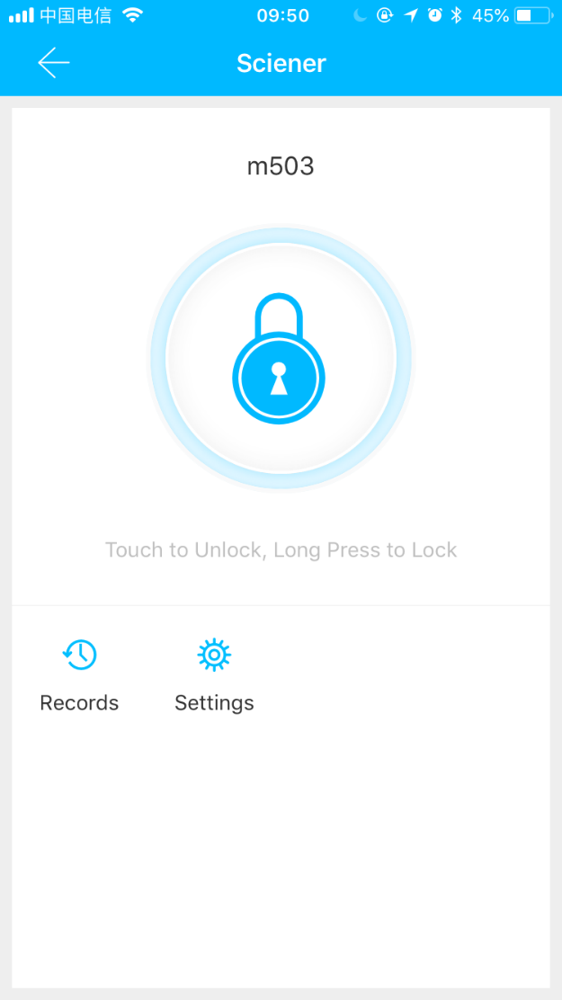 中国电信 09:50 45%
Sciener
m503
Touch to Unlock, Long Press to Lock
Records Settings